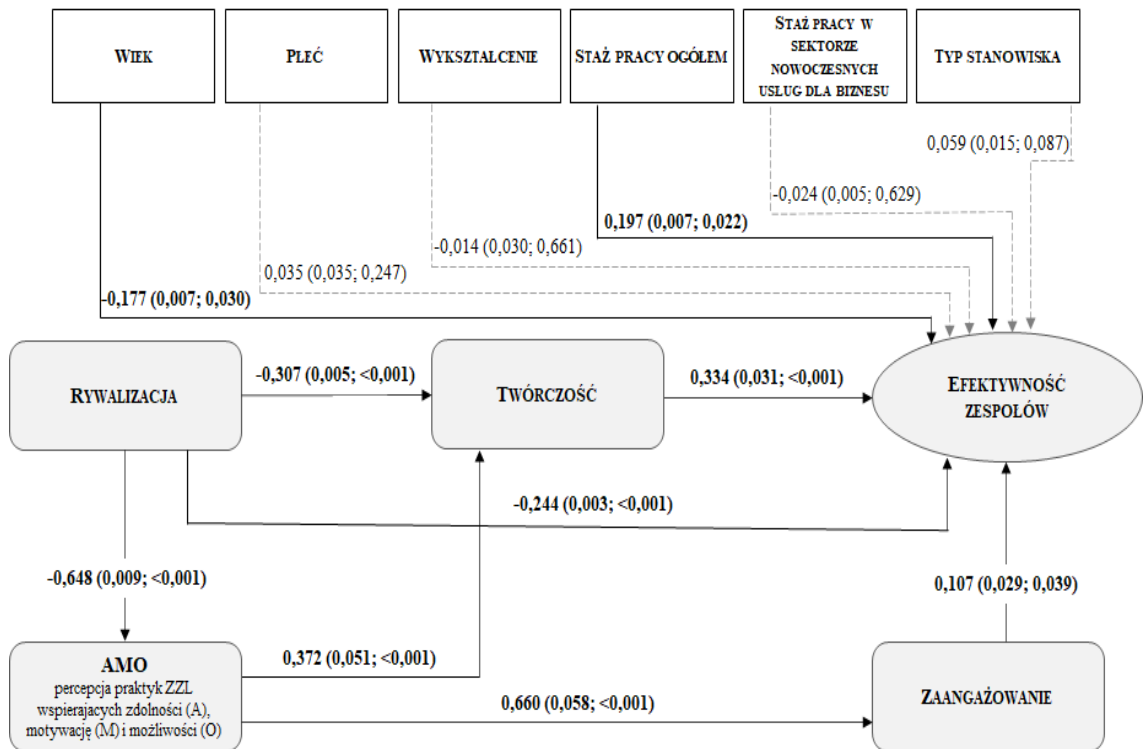 WIEK
PŁEĆ
WYKSZTAŁCENIE
STAŻ PRACY OGÓŁEM
STAŻ PRACY W
SEKTORZE
NOWOCZESNYCH
USŁUG DLA BIZNESU
TYP STANOWISKA
0,059 (0,015; 0,087)
-0,024 (0,005; 0,629)
0,197 (0,007; 0,022)
-0,014 (0,030; 0,661)
0,035 (0,035; 0,247)
-0,177 (0,007; 0,030)
RYWALIZACJA
-0,307 (0,005; <0,001)
TWÓRCZOŚĆ
0,334 (0,031; <0,001)
EFEKTYWNOŚĆ
ZESPOŁÓW
-0,244 (0,003; <0,001)
-0,648 (0,009; <0,001)
0,107 (0,029; 0,039)
AMO
percepcja praktyk ZZL
wspierajacych zdolności (A),
motywację (M) i możliwości (O)
0,372 (0,051; <0,001)
0,660 (0,058; <0,001)
ZAANGAŻOWANIE